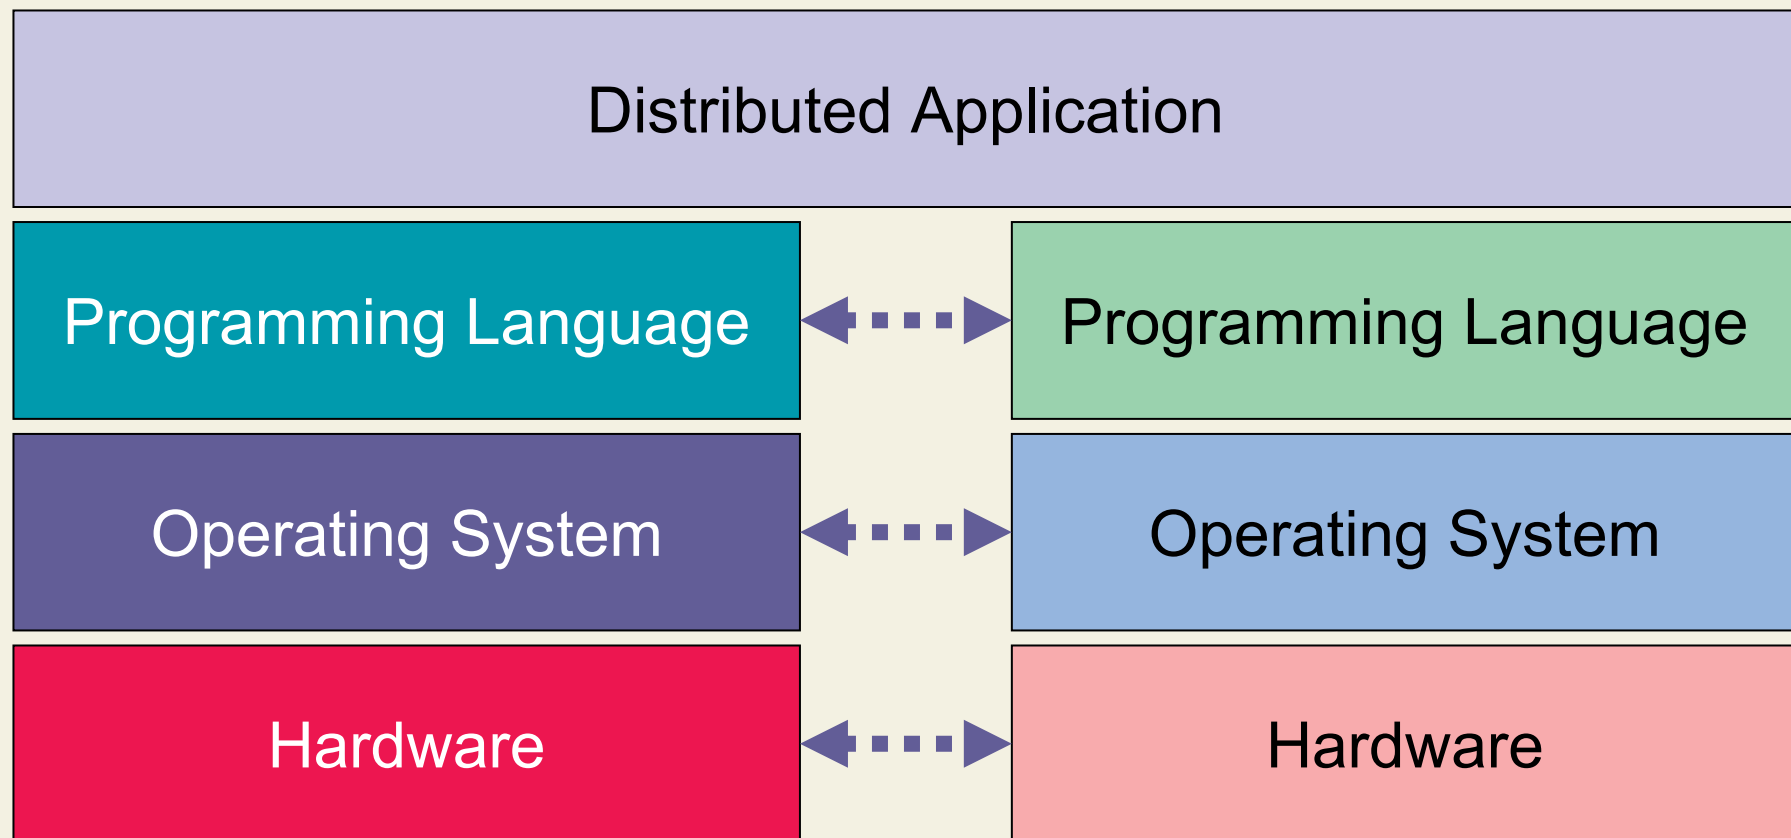 Distributed Application
Programming Language
Programming Language
Operating System
Operating System
Hardware
Hardware